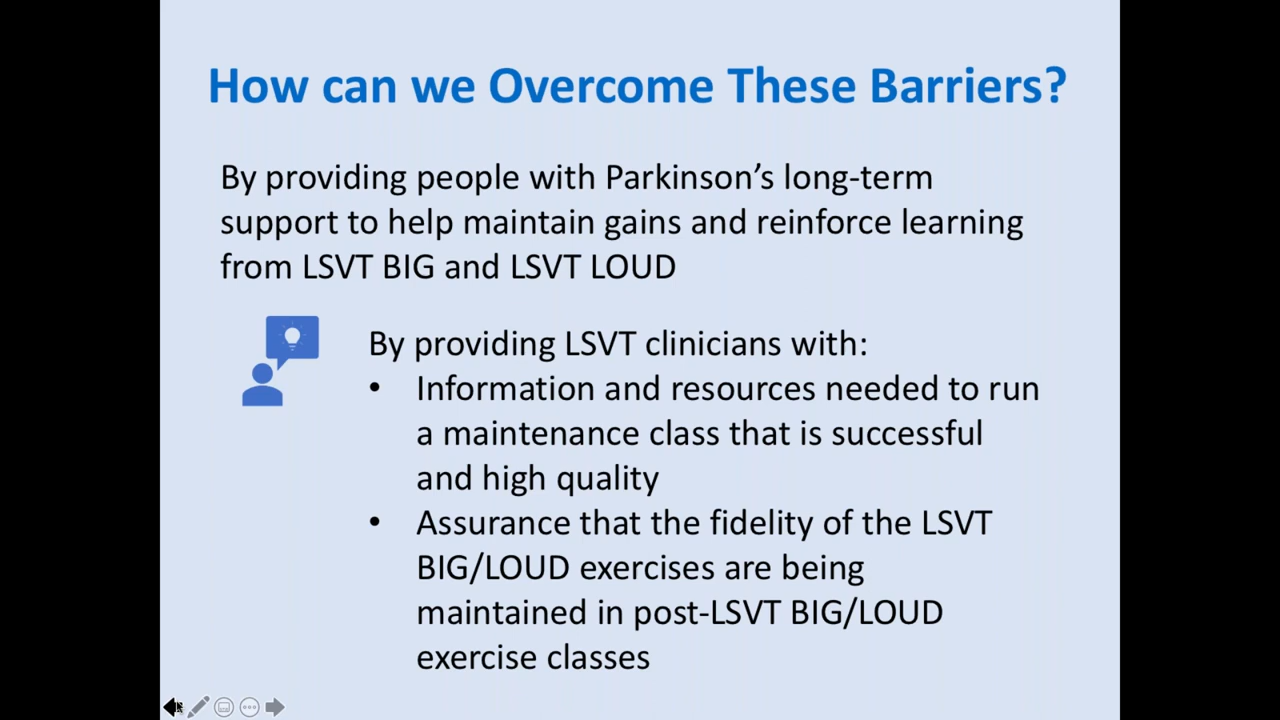 How can we Overcome These Barriers?
By providing people with Parkinson’s long-term
support to help maintain gains and reinforce learning
from LSVT BIG and LSVT LOUD
By providing LSVT clinicians with:
• Information and resources needed to run
a maintenance class that is successful
and high quality
• Assurance that the fidelity of the LSVT
BIG/LOUD exercises are being
maintained in post-LSVT BIG/LOUD
exercise classes